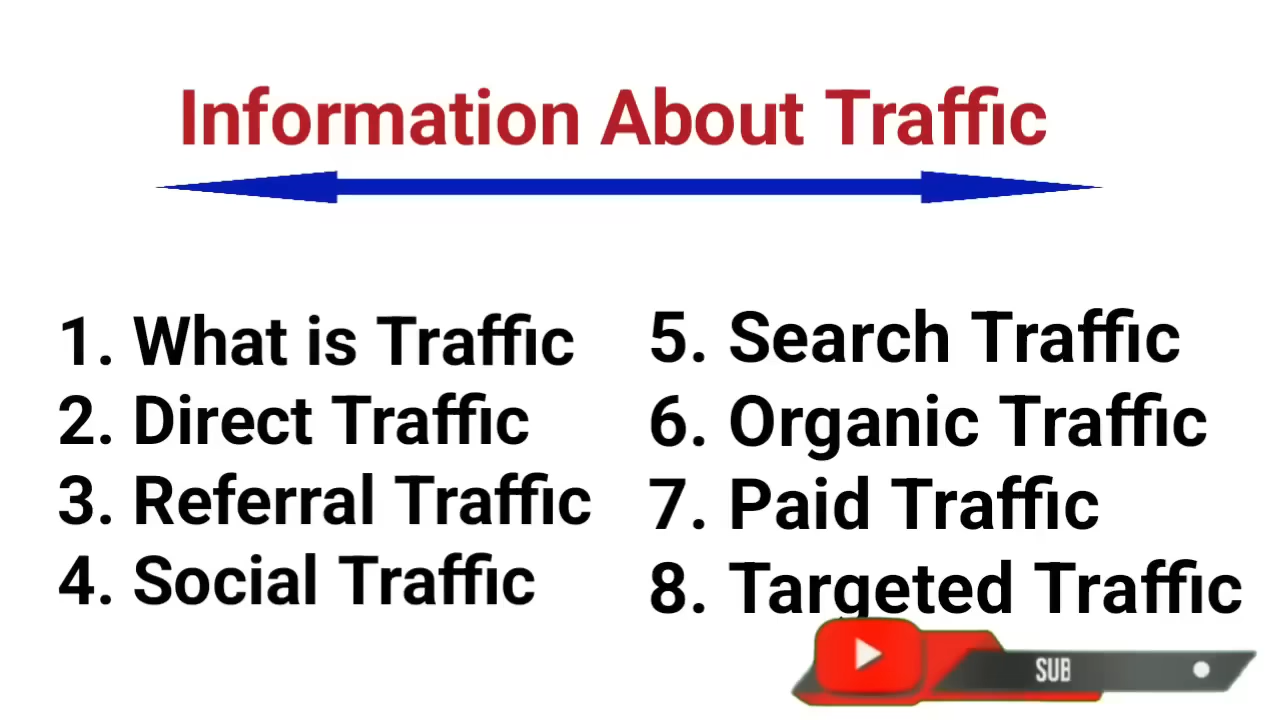 Information About Traffic
1. What is Traffic
2. Direct Traffic
3. Referral Traffic
4. Social Traffic
5. Search Traffic
6. Organic Traffic
7. Paid Traffic
8. Targeted Traffic
SUB